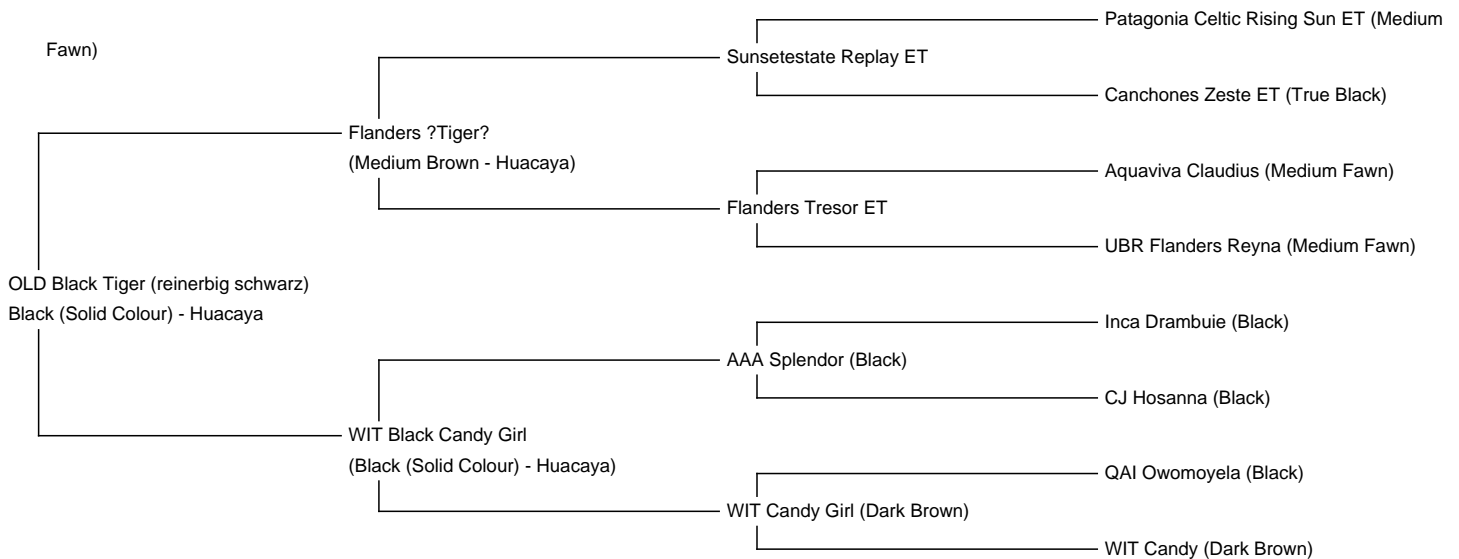 Patagonia Celtic Rising Sun ET (Medium
Fawn)
Sunsetestate Replay ET
Canchones Zeste ET (True Black)
Flanders ?Tiger?
(Medium Brown - Huacaya)
Aquaviva Claudius (Medium Fawn)
Flanders Tresor ET
UBR Flanders Reyna (Medium Fawn)
OLD Black Tiger (reinerbig schwarz)
Black (Solid Colour) - Huacaya
Inca Drambuie (Black)
AAA Splendor (Black)
CJ Hosanna (Black)
WIT Black Candy Girl
(Black (Solid Colour) - Huacaya)
QAI Owomoyela (Black)
WIT Candy Girl (Dark Brown)
WIT Candy (Dark Brown)